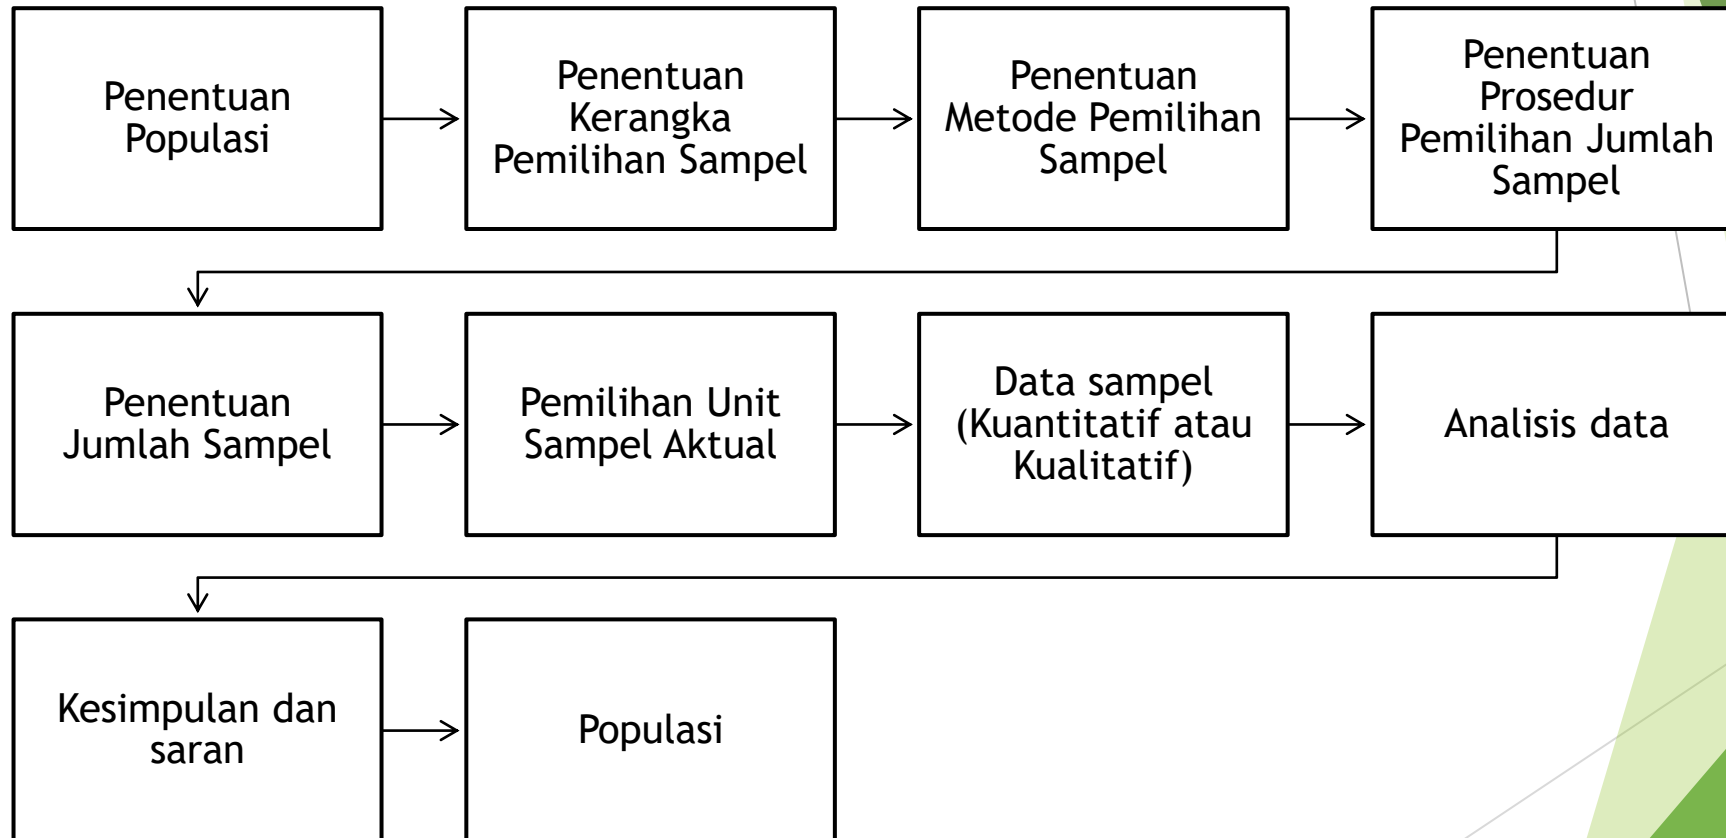 Penentuan
Populasi
Penentuan
Kerangka
Pemilihan Sampel
Penentuan
Metode Pemilihan
Sampel
Penentuan
Prosedur
Pemilihan Jumlah
Sampel
Penentuan
Jumlah Sampel
Pemilihan Unit
Sampel Aktual
Data sampel
(Kuantitatif atau
Kualitatif)
Analisis data
Kesimpulan dan
saran
Populasi